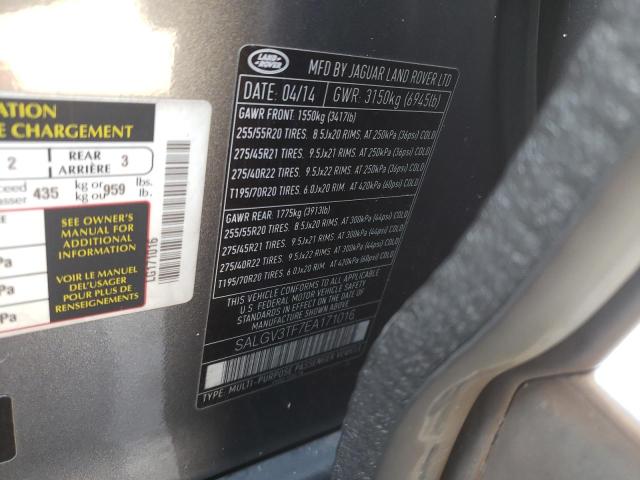 ATION
E CHARGEMENT
2 REAR ARRIÈRE 3
ceed 435 kg or 959 lbs.
asser kg ou lb.
SEE OWNER'S
MANUAL FOR
ADDITIONAL
INFORMATION
VOIR LE MANUEL
DE L'USAGER
POUR PLUS DE
RENSEIGNEMENTS
Pa
Pa
LG171016
LAND ROVER
MFD BY JAGUAR LAND ROVER LTD
DATE: 04/14 GWR: 3150kg (6945lb)
GAWR FRONT: 1550kg (3417lb)
255/55R20 TIRES. 8.5Jx20 RIMS. AT 250kPa (36psi) COLD
275/45R21 TIRES. 9.5Jx21 RIMS. AT 250kPa (36psi) COLD
275/40R22 TIRES. 9.5Jx22 RIMS. AT 250kPa (36psi) COLD
T195/70R20 TIRES. 6.0Jx20 RIM. AT 420kPa (60psi) COLD
GAWR REAR: 1775kg (3913lb)
255/55R20 TIRES. 8.5Jx20 RIMS. AT 300kPa (44psi) COLD
275/45R21 TIRES. 9.5Jx21 RIMS. AT 300kPa (44psi) COLD
275/40R22 TIRES. 9.5Jx22 RIMS. AT 300kPa (44psi) COLD
T195/70R20 TIRES. 6.0Jx20 RIM. AT 420kPa (60psi) COLD
THIS VEHICLE CONFORMS TO ALL APPLICABLE
U.S. FEDERAL MOTOR VEHICLE SAFETY
STANDARDS IN EFFECT ON THE DATE OF
MANUFACTURE SHOWN ABOVE
SALGV3TF7EA171016
TYPE: MULTI-PURPOSE PASSENGER VEHICLE